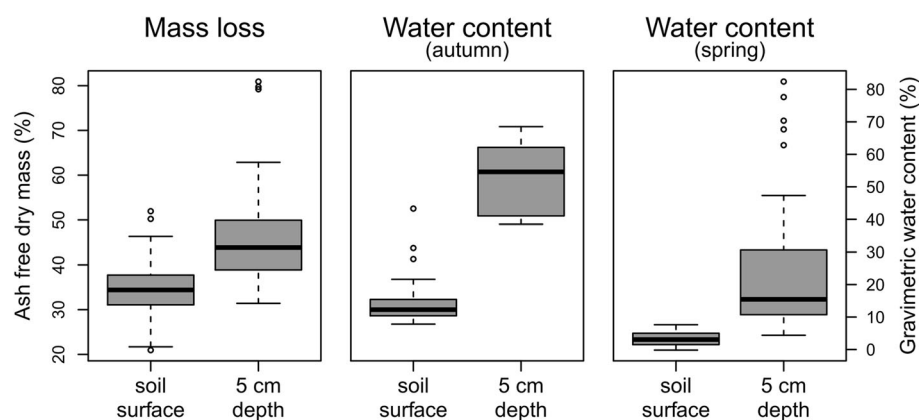 Mass loss
Water content
(autumn)
Water content
(spring)
Ash free dry mass (%)
80
70
60
50
40
30
20
80
70
60
50
40
30
20
10
0
Gravimetric water content (%)
soil
surface
5 cm
depth
soil
surface
5 cm
depth
soil
surface
5 cm
depth